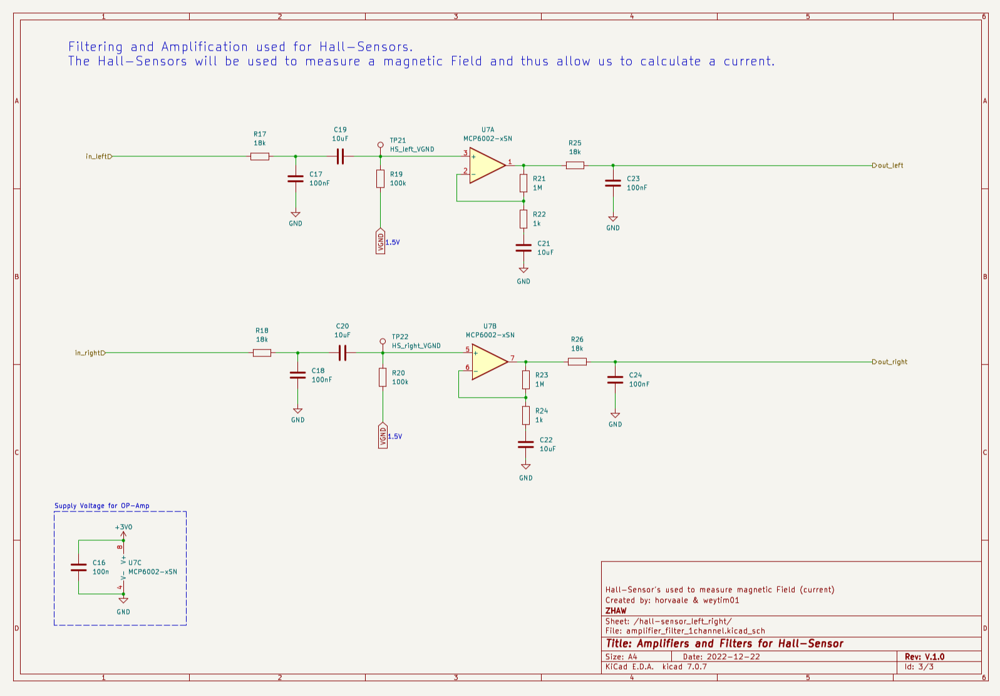 1 2 3 4 5 6
Filtering and Amplification used for Hall-Sensors.
The Hall-Sensors will be used to measure a magnetic Field and thus allow us to calculate a current.
A A
in_left
R17
18k
C17
100nF
GND
C19
10uF
TP21
HS_left_VGND
R19
100k
VGND
1.5V
U7A
MCP6002-xSN
3
+
2
-
1
R21
1M
R22
1k
C21
10uF
GND
R25
18k
C23
100nF
GND
out_left
B B
in_right
R18
18k
C18
100nF
GND
C20
10uF
TP22
HS_right_VGND
R20
100k
VGND
1.5V
U7B
MCP6002-xSN
5
+
6
-
7
R23
1M
R24
1k
C22
10uF
GND
R26
18k
C24
100nF
GND
out_right
C C
Supply Voltage for OP-Amp
+3V0
8
V+
C16
100n
U7C
MCP6002-xSN
V-
4
GND
D D
Hall-Sensor's used to measure magnetic Field (current)
Created by: horvaale & weytim01
ZHAW
Sheet: /hall-sensor_left_right/
File: amplifier_filter_1channel.kicad_sch
Title: Amplifiers and Filters for Hall-Sensor
Size: A4 Date: 2022-12-22 Rev: V.1.0
KiCad E.D.A. kicad 7.0.7 Id: 3/3
1 2 3 4 5 6